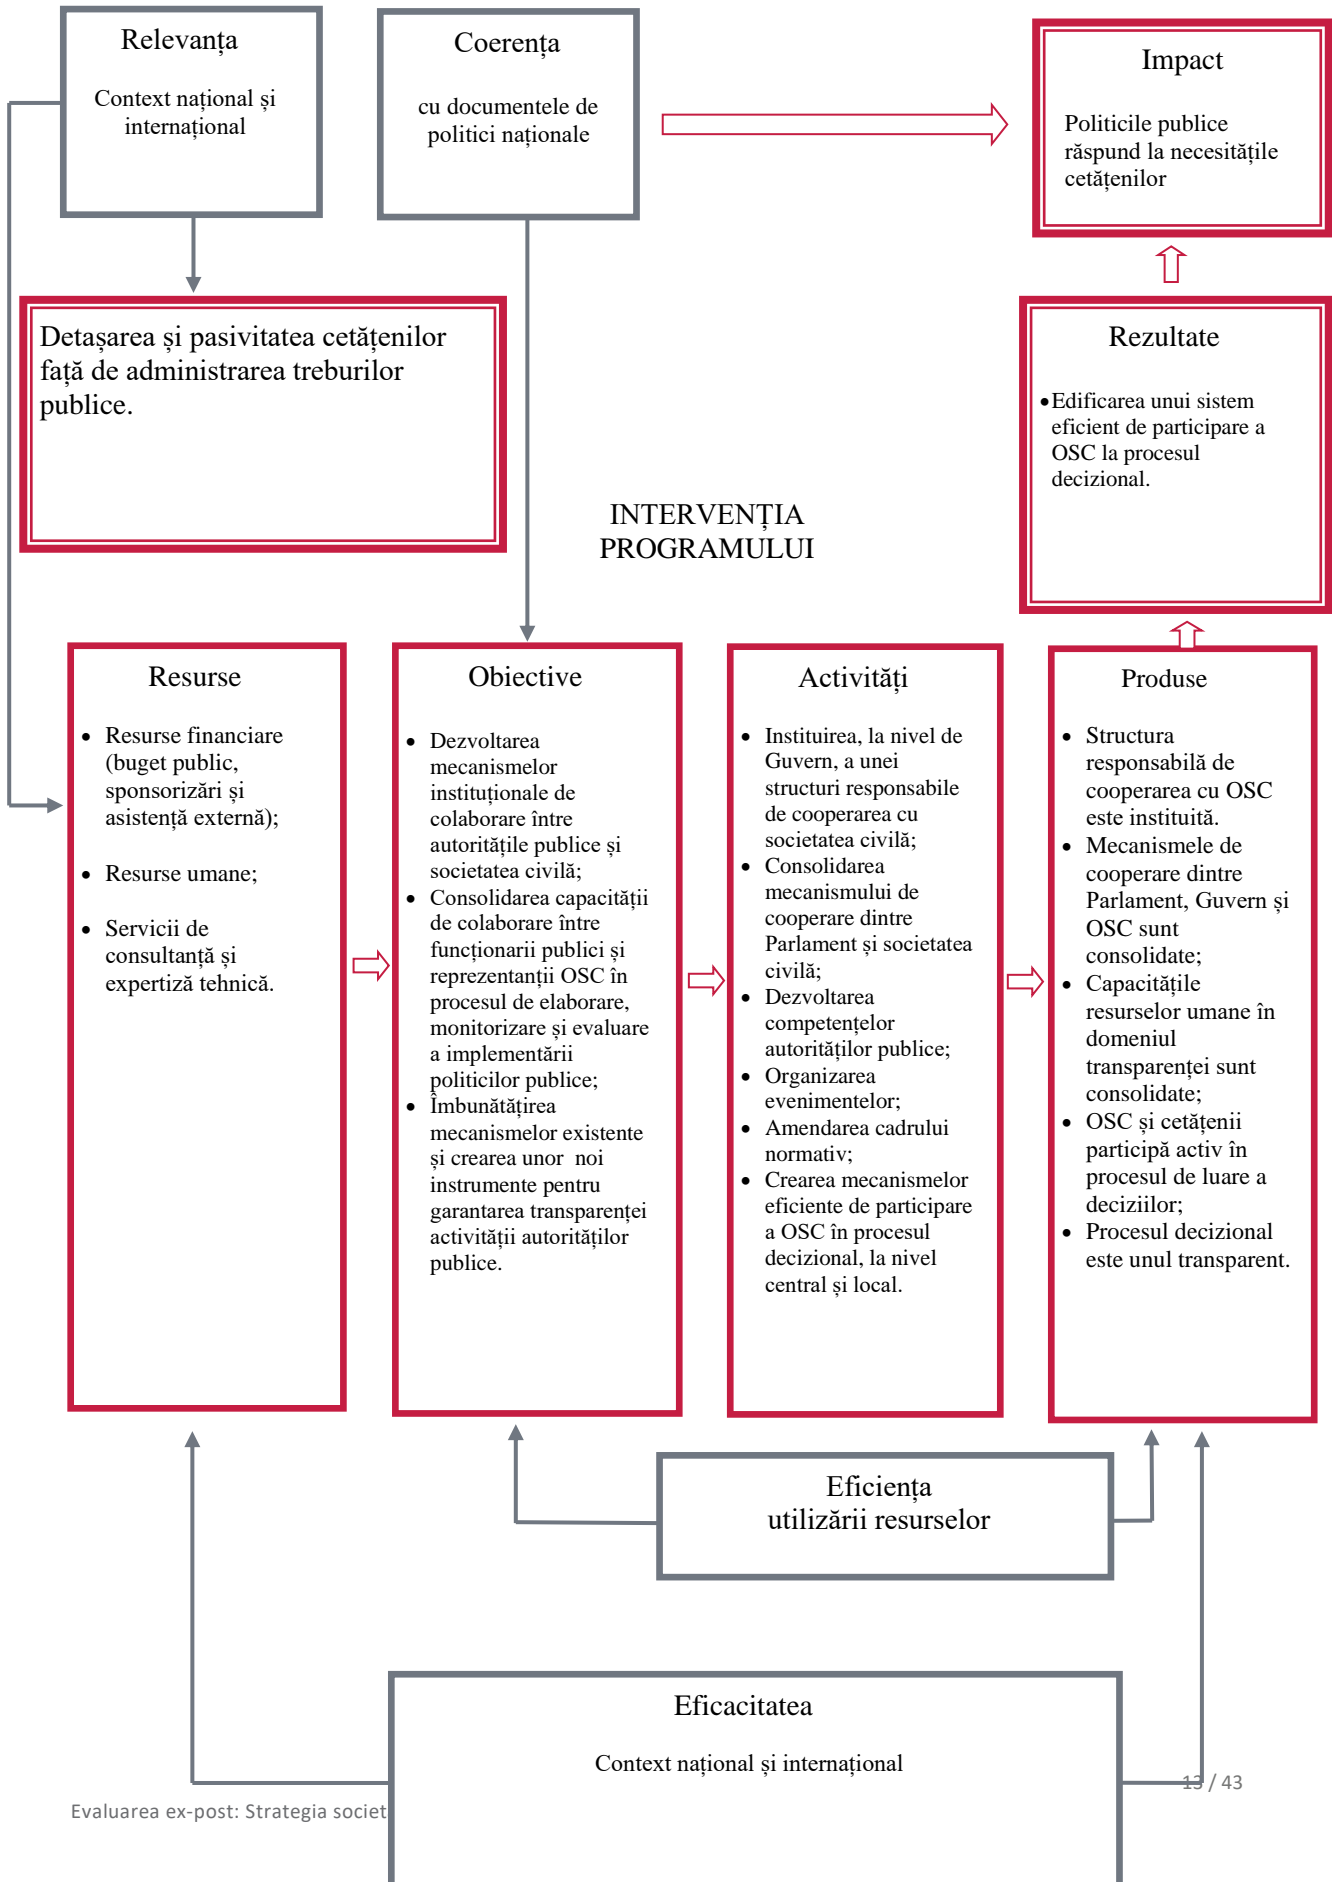 Relevanța
Context național și
internațional
Coerența
cu documentele de
politici naționale
Impact
Politicile publice
răspund la necesitățile
cetățenilor
Detașarea și pasivitatea cetățenilor
față de administrarea treburilor
publice.
Rezultate
•Edificarea unui sistem
eficient de participare a
OSC la procesul
decizional.
INTERVENȚIA
PROGRAMULUI
Resurse
• Resurse financiare
(buget public,
sponsorizări și
asistență externă);
• Resurse umane;
• Servicii de
consultanță și
expertiză tehnică.
Obiective
• Dezvoltarea
mecanismelor
instituționale de
colaborare între
autoritățile publice și
societatea civilă;
• Consolidarea capacității
de colaborare între
funcționarii publici și
reprezentanții OSC în
procesul de elaborare,
monitorizare și evaluare
a implementării
politicilor publice;
• Îmbunătățirea
mecanismelor existente
și crearea unor noi
instrumente pentru
garantarea transparenței
activității autorităților
publice.
Activități
• Instituirea, la nivel de
Guvern, a unei
structuri responsabile
de cooperarea cu
societatea civilă;
• Consolidarea
mecanismului de
cooperare dintre
Parlament și societatea
civilă;
• Dezvoltarea
competențelor
autorităților publice;
• Organizarea
evenimentelor;
• Amendarea cadrului
normativ;
• Crearea mecanismelor
eficiente de participare
a OSC în procesul
decizional, la nivel
central și local.
Produse
• Structura
responsabilă de
cooperarea cu OSC
este instituită.
• Mecanismele de
cooperare dintre
Parlament, Guvern și
OSC sunt
consolidate;
• Capacitățile
resurselor umane în
domeniul
transparenței sunt
consolidate;
• OSC și cetățenii
participă activ în
procesul de luare a
deciziilor;
• Procesul decizional
este unul transparent.
Eficiența
utilizării resurselor
Eficacitatea
Context național și internațional
13 / 43
Evaluarea ex-post: Strategia societ